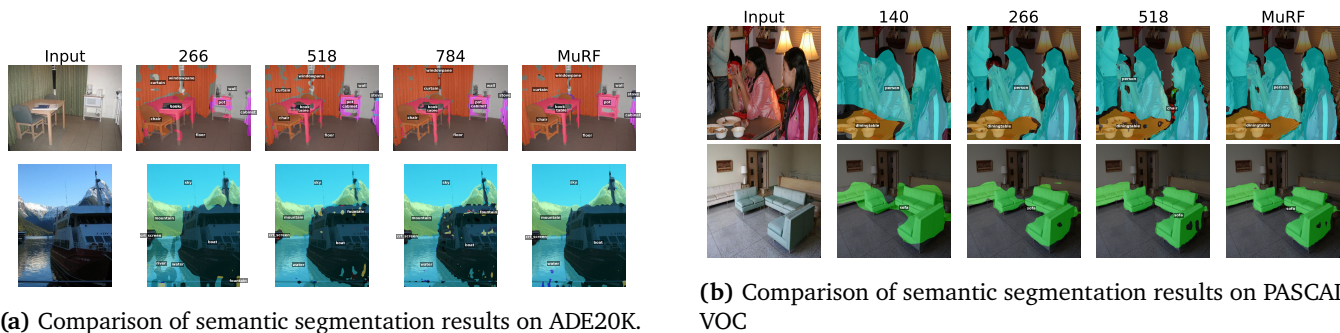 Input 266 518 784 MuRF
windowpane windowpane windowpane windowpane
curtain curtain curtain curtain
wall wall wall wall
books pot
chair chair chair chair
cabinet cabinet cabinet
floor floor floor floor
sky sky sky sky
mountain mountain mountain mountain
fountain fountain
boat boat boat boat
river water water water water
fountain
(a) Comparison of semantic segmentation results on ADE20K.
Input 140 266 518 MuRF
person person person person
chair
diningtable diningtable diningtable diningtable
sofa sofa sofa sofa
(b) Comparison of semantic segmentation results on PASCAL
VOC